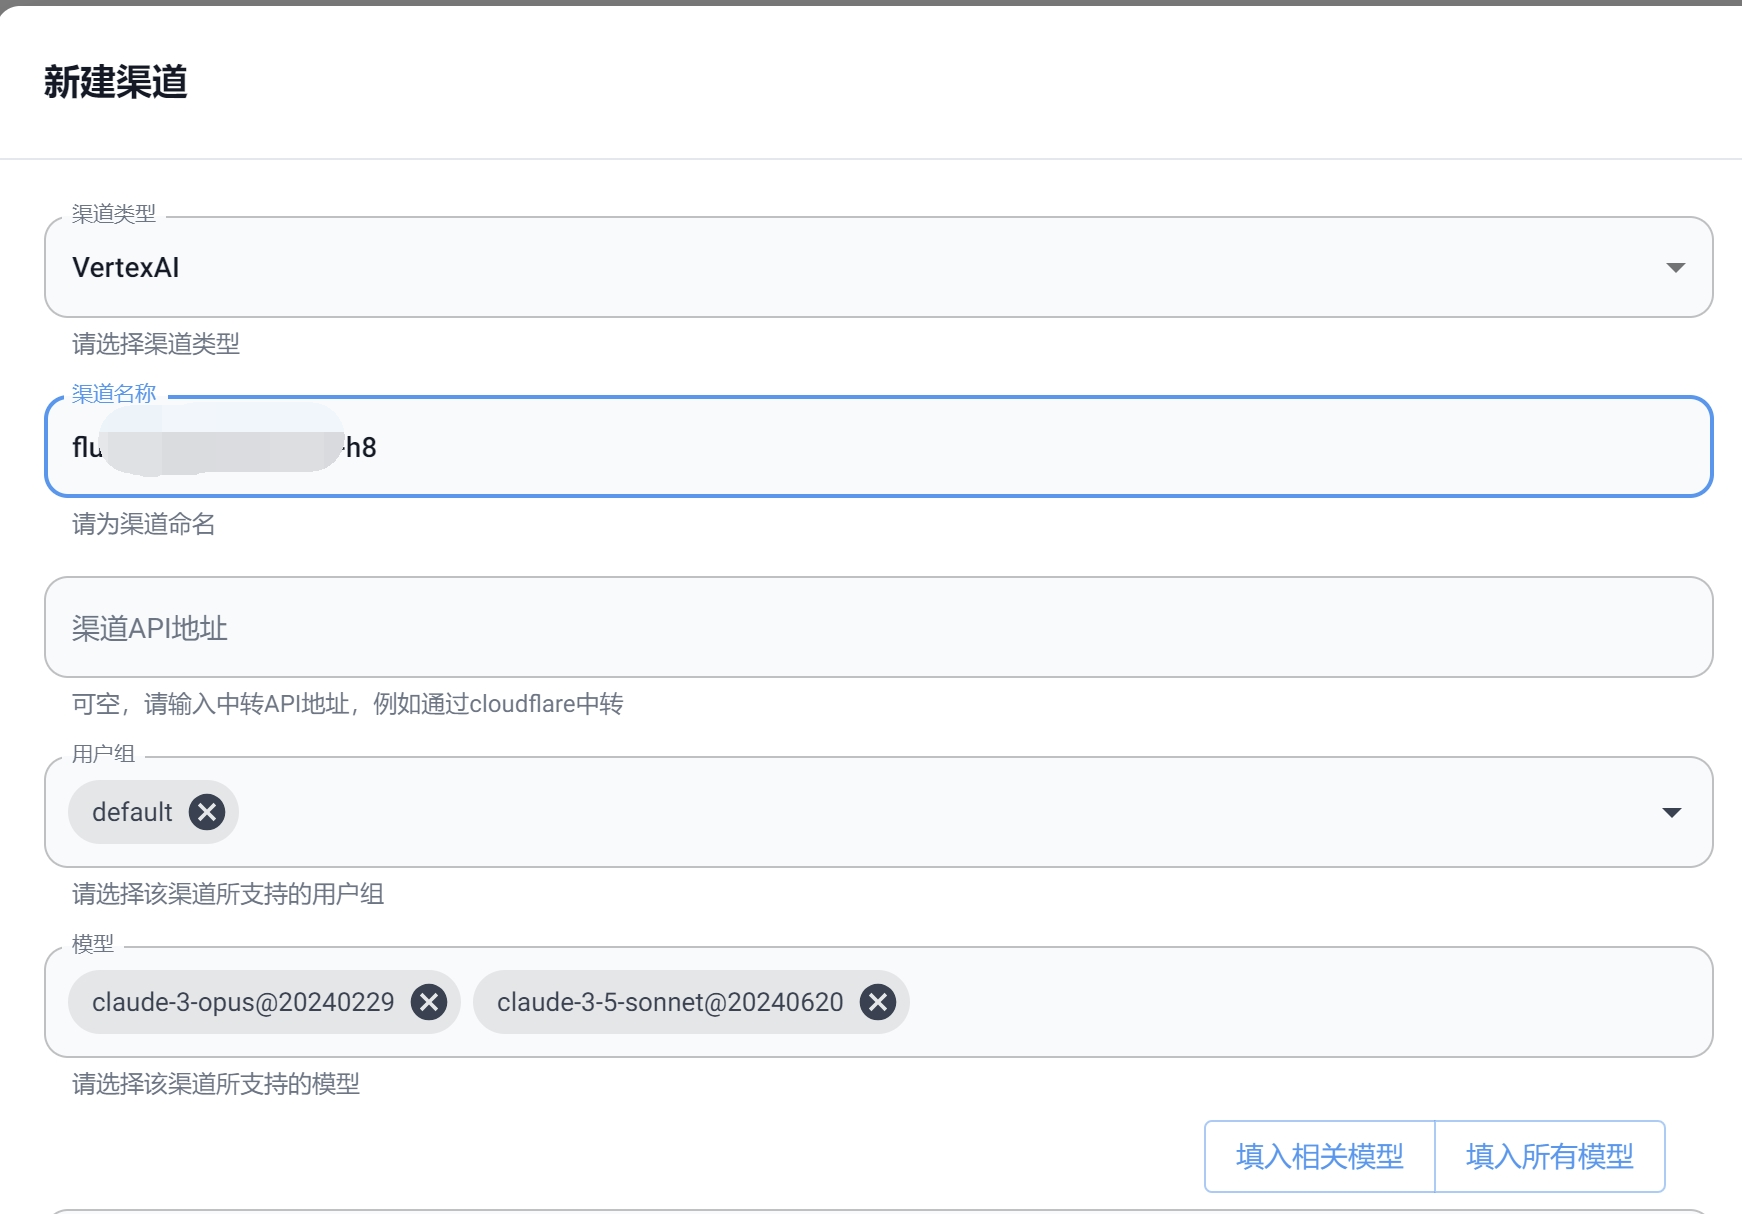 新建渠道
渠道类型
VertexAI
请选择渠道类型
渠道名称
flu -h8
请为渠道命名
渠道API地址
可空，请输入中转API地址，例如通过cloudflare中转
用户组
default
请选择该渠道所支持的用户组
模型
claude-3-opus@20240229 claude-3-5-sonnet@20240620
请选择该渠道所支持的模型
填入相关模型 填入所有模型